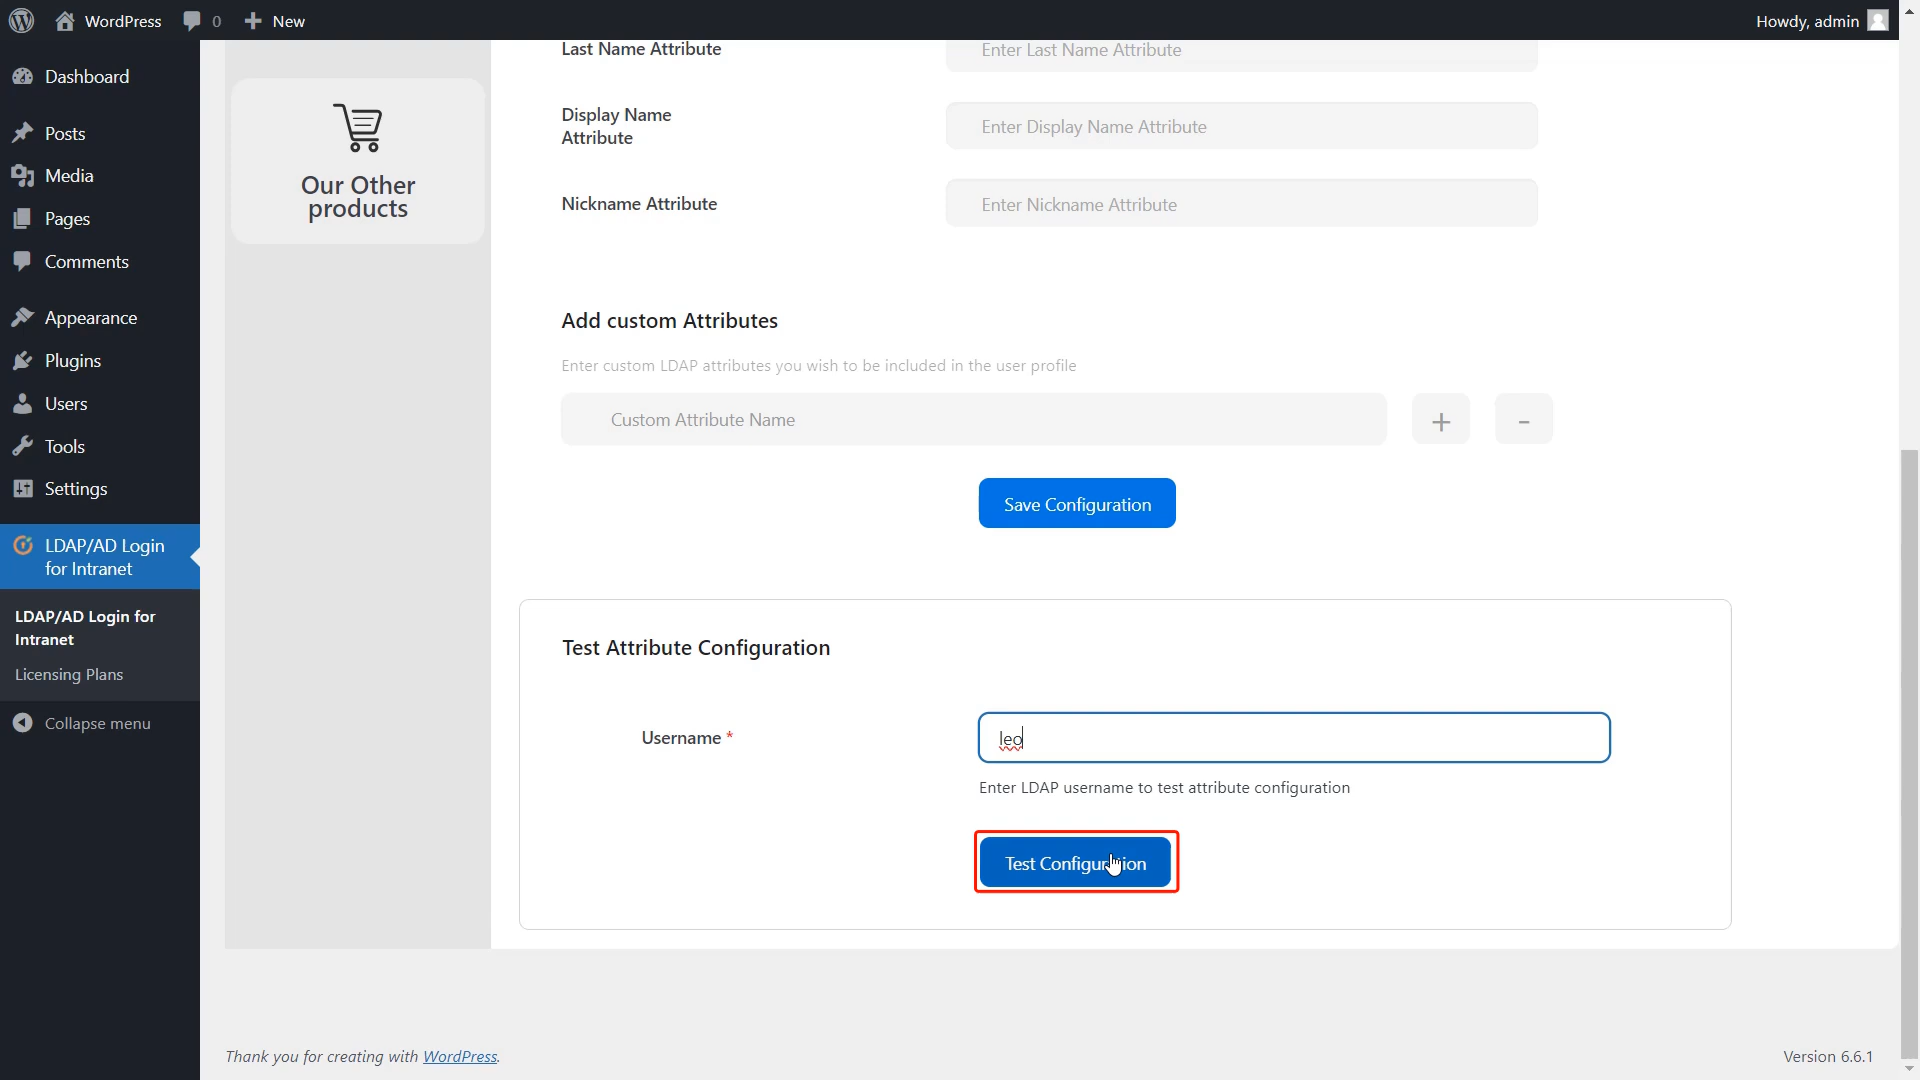 WordPress
0
New
Howdy, admin
Dashboard
Posts
Media
Pages
Comments
Appearance
Plugins
Users
Tools
Settings
LDAP/AD Login
for Intranet
LDAP/AD Login for
Intranet
Licensing Plans
Collapse menu
Our Other
products
Last Name Attribute
Enter Last Name Attribute
Display Name
Attribute
Enter Display Name Attribute
Nickname Attribute
Enter Nickname Attribute
Add custom Attributes
Enter custom LDAP attributes you wish to be included in the user profile
Custom Attribute Name
+
-
Save Configuration
Test Attribute Configuration
Username *
leo
Enter LDAP username to test attribute configuration
Test Configuration
Thank you for creating with WordPress.
Version 6.6.1